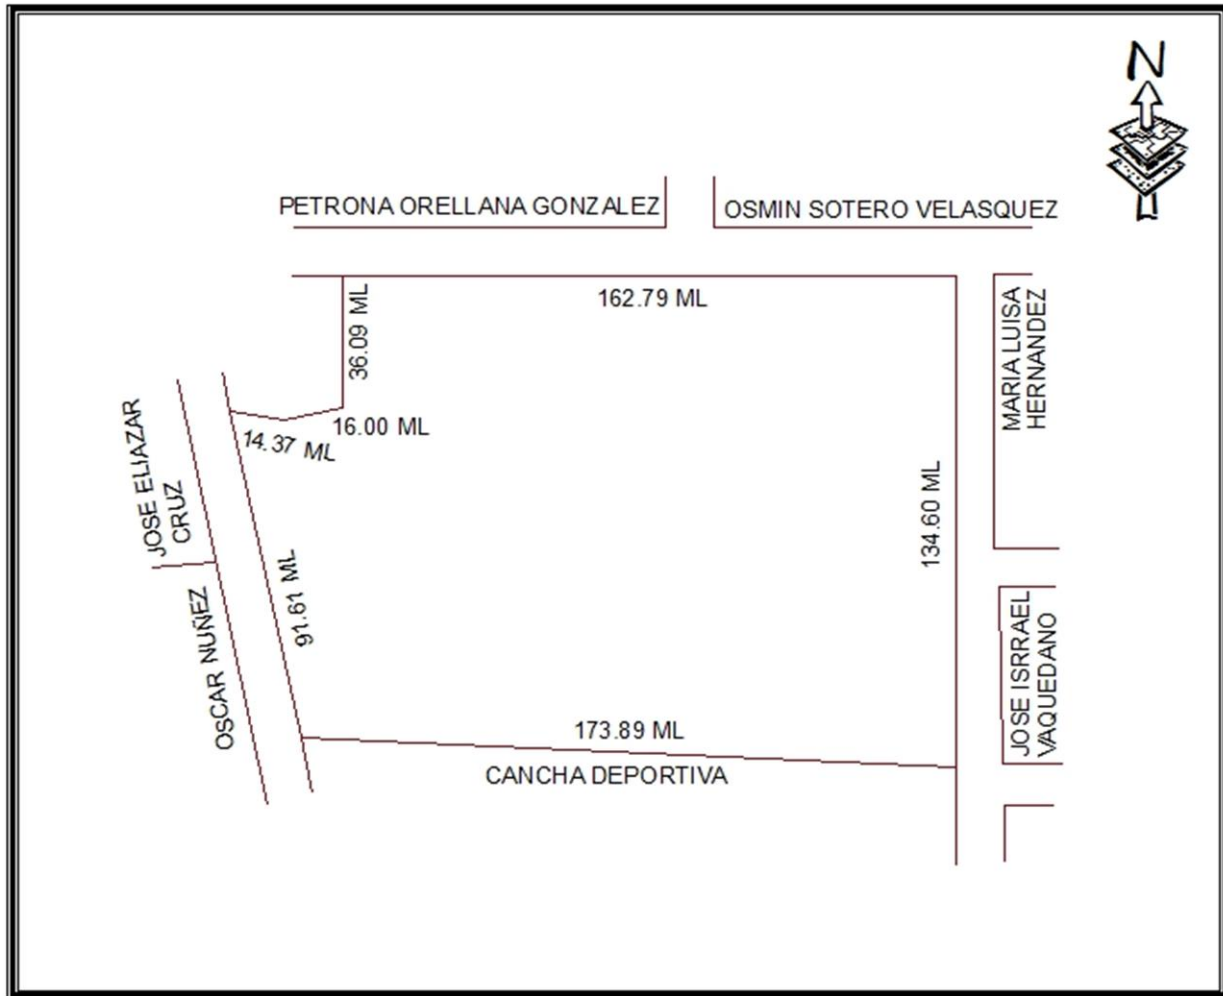 N
PETRONA ORELLANA GONZALEZ
OSMIN SOTERO VELASQUEZ
162.79 ML
36.09 ML
MARIA LUISA
HERNANDEZ
16.00 ML
14.37 ML
JOSE ELIAZAR
CRUZ
134.60 ML
91.61 ML
OSCAR NUÑEZ
JOSE ISRRAEL
VAQUEDANO
173.89 ML
CANCHA DEPORTIVA